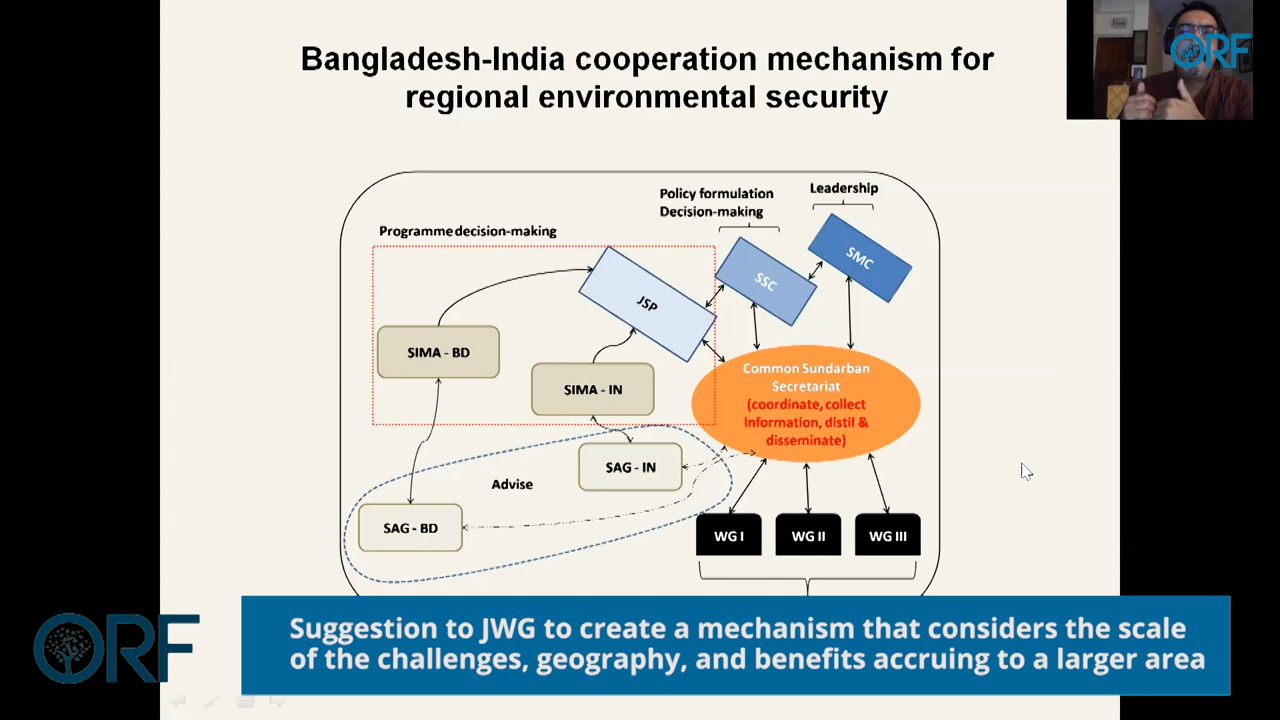 Bangladesh-India cooperation mechanism for
regional environmental security
ORF
Policy formulation
Decision-making
Leadership
Programme decision-making
SMC
SSC
JSP
SIMA - BD
SIMA - IN
Common Sundarban
Secretariat
(coordinate, collect
Information, distil &
disseminate)
SAG - IN
Advise
SAG - BD
WG I
WG II
WG III
ORF
Suggestion to JWG to create a mechanism that considers the scale
of the challenges, geography, and benefits accruing to a larger area